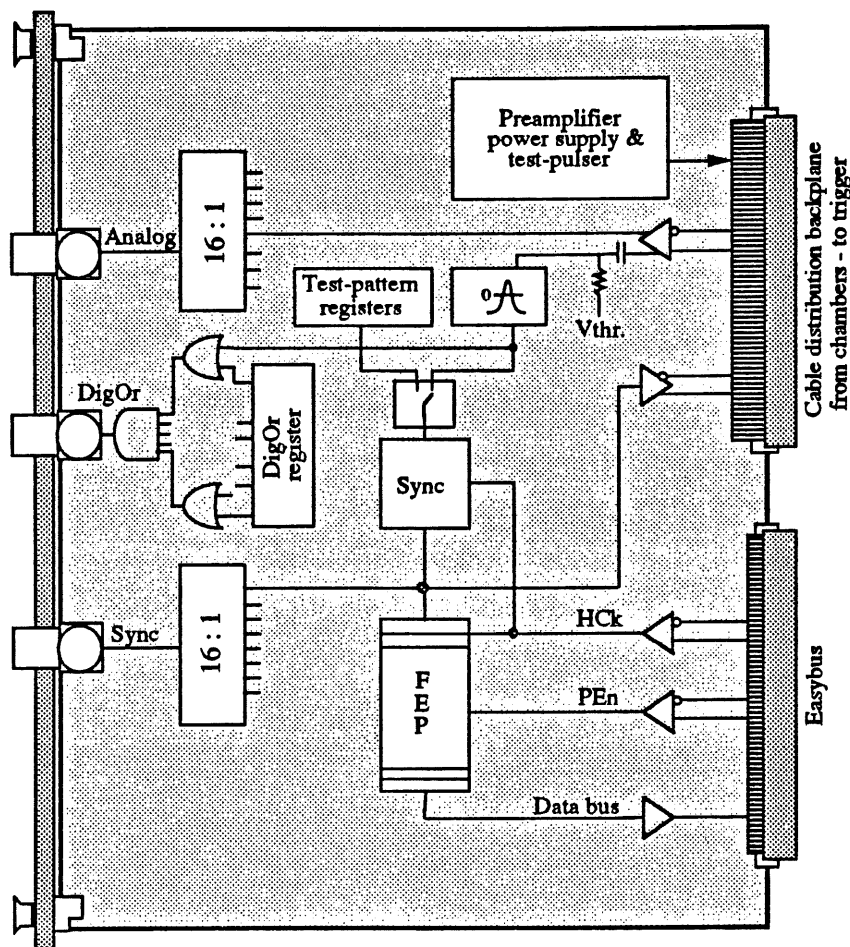 Preamplifier
power supply &
test-pulser
Analog
16 : 1
Test-pattern
registers
0
Vthr.
DigOr
DigOr
register
Sync
Sync
16 : 1
HCk
F
E
P
PEn
Data bus
Cable distribution backplane
from chambers - to trigger
Easybus